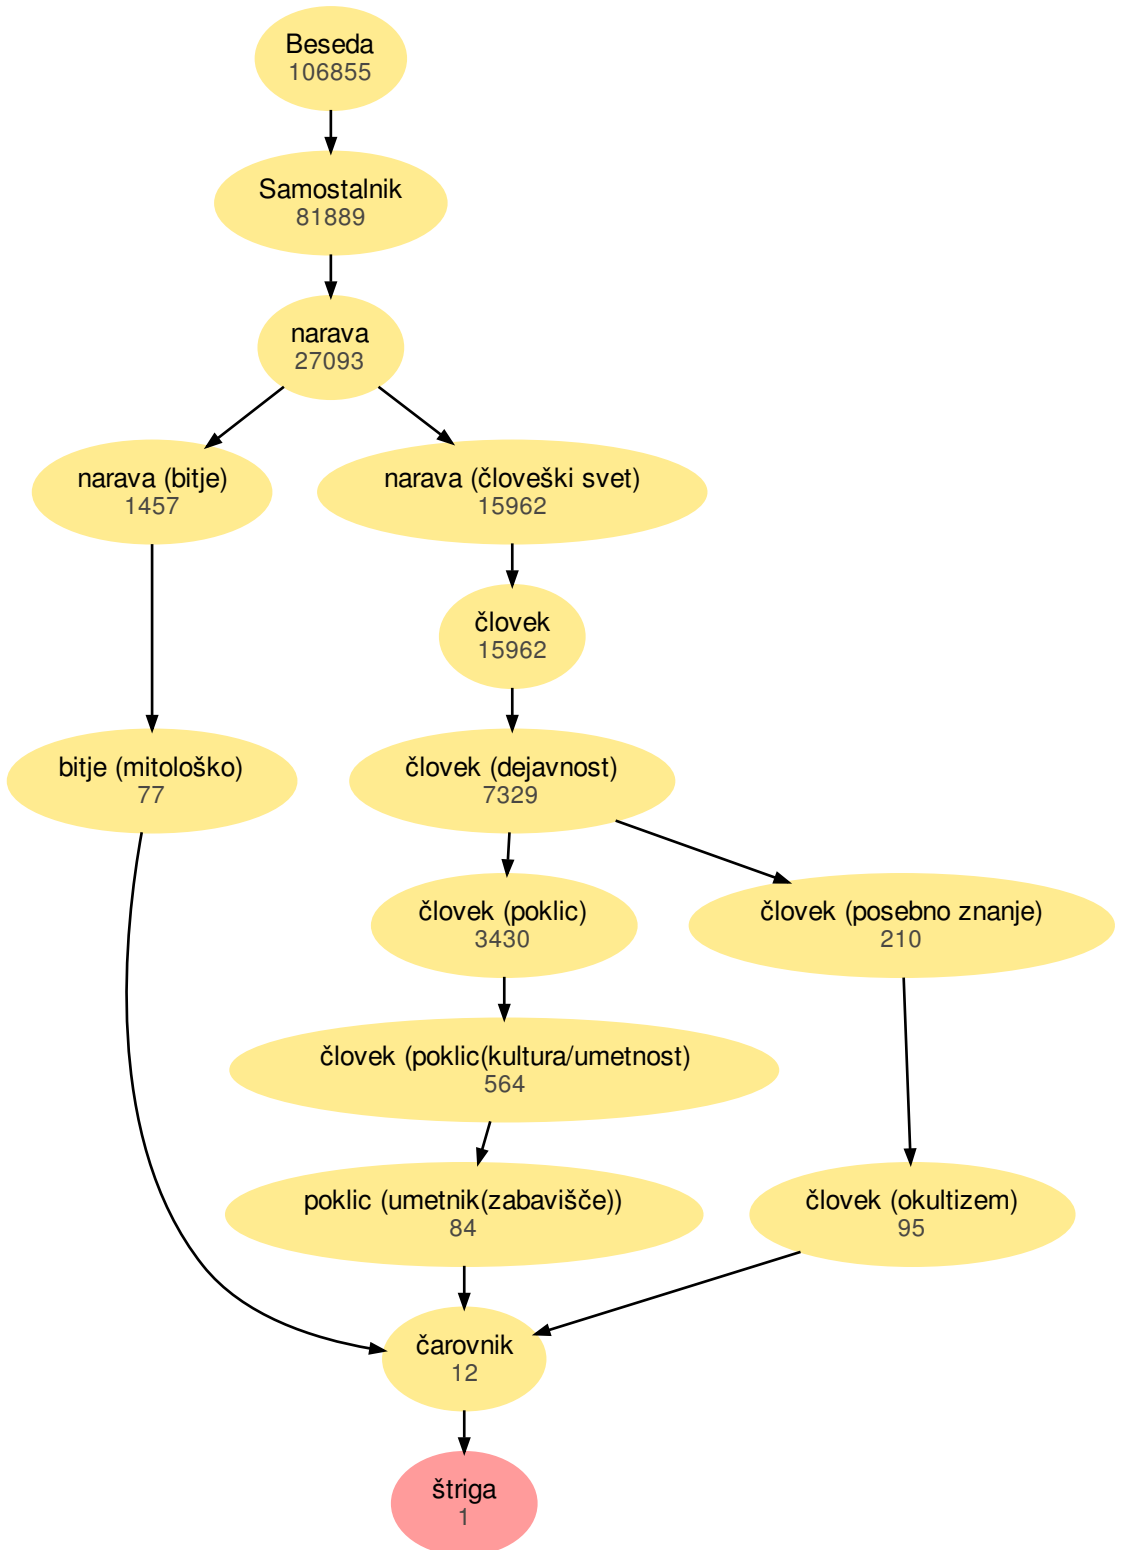 Beseda
106855
Samostalnik
81889
narava
27093
narava (bitje)
1457
narava (človeški svet)
15962
človek
15962
bitje (mitološko)
77
človek (dejavnost)
7329
človek (poklic)
3430
človek (posebno znanje)
210
človek (poklic(kultura/umetnost)
564
poklic (umetnik(zabavišče))
84
človek (okultizem)
95
čarovnik
12
štriga
1